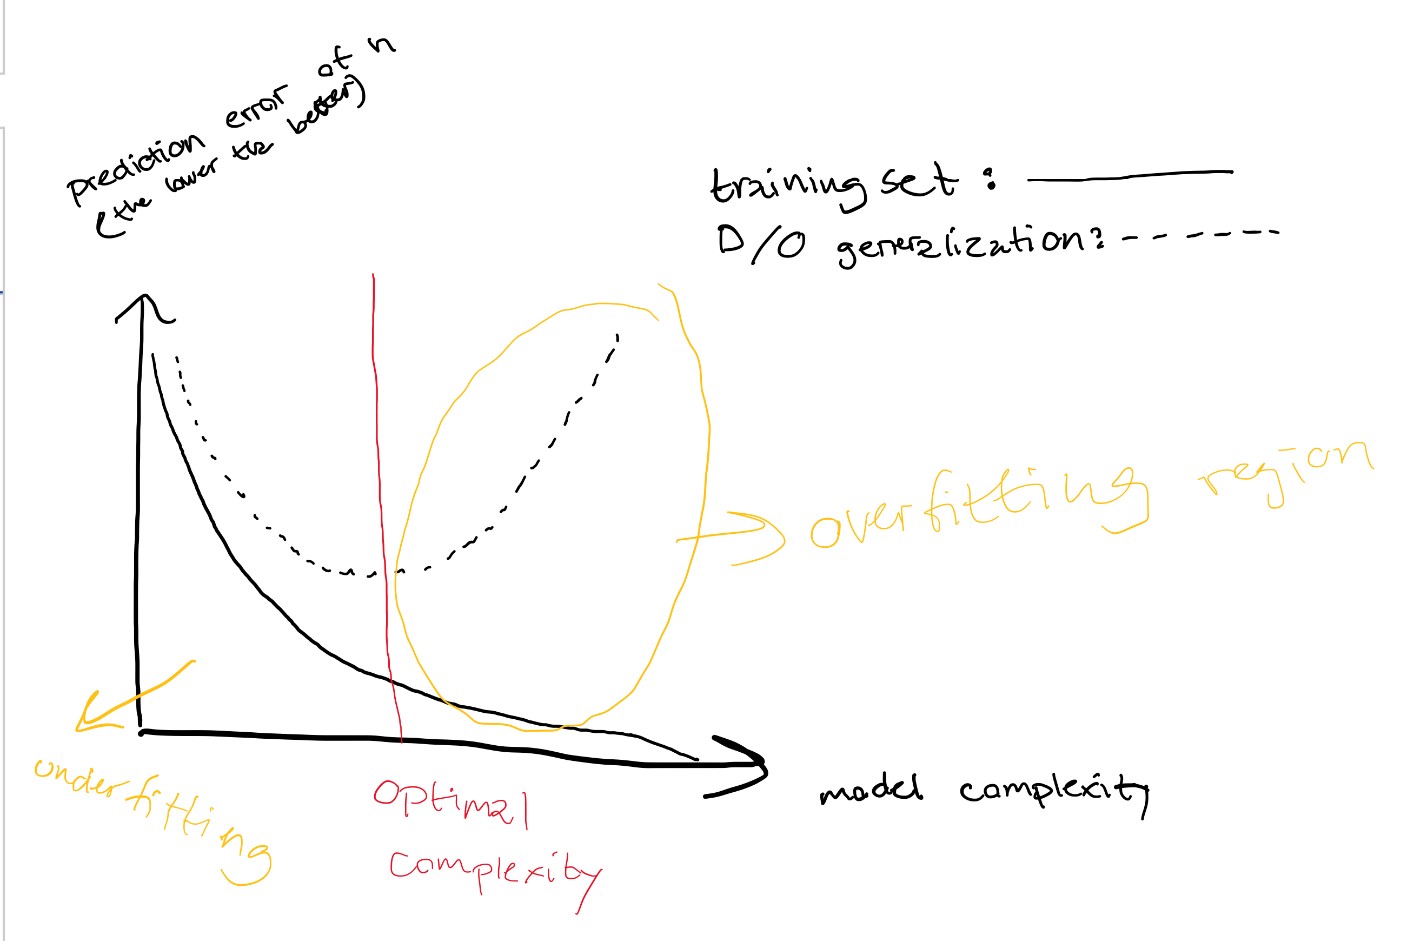 prediction error of n
(the lower the better)
training set :
D/O generalization:
overfitting region
underfitting
optimal
complexity
model complexity